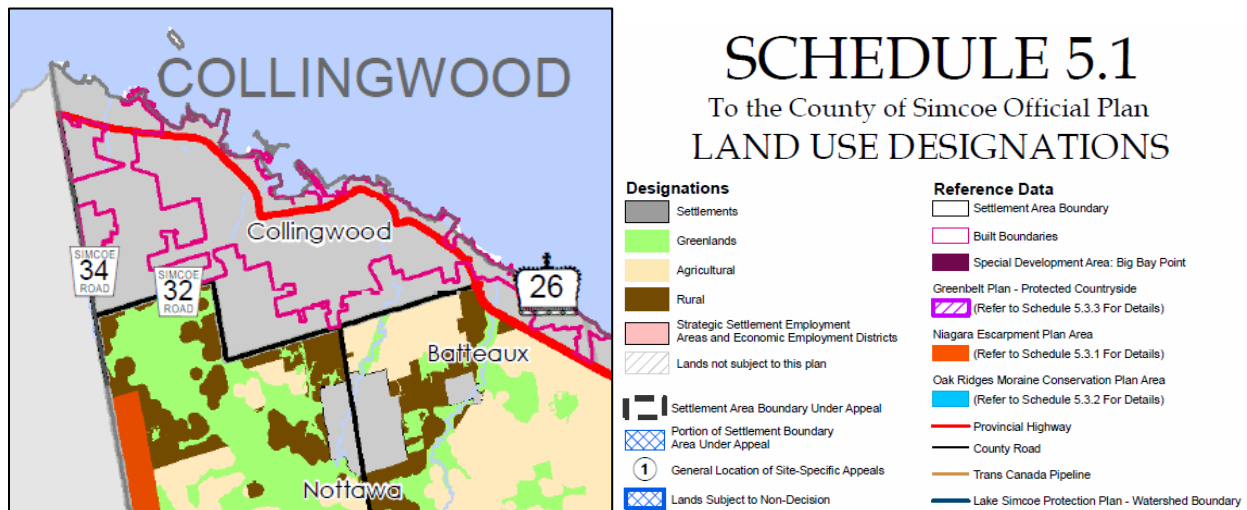 COLLINGWOOD
Collingwood
SIMCOE
34
ROAD
SIMCOE
32
ROAD
26
Batteaux
Nottawa
SCHEDULE 5.1
To the County of Simcoe Official Plan
LAND USE DESIGNATIONS
Designations
Settlements
Greenlands
Agricultural
Rural
Strategic Settlement Employment
Areas and Economic Employment Districts
Lands not subject to this plan
Settlement Area Boundary Under Appeal
Portion of Settlement Boundary
Area Under Appeal
1 General Location of Site-Specific Appeals
Lands Subject to Non-Decision
Reference Data
Settlement Area Boundary
Built Boundaries
Special Development Area: Big Bay Point
Greenbelt Plan - Protected Countryside
(Refer to Schedule 5.3.3 For Details)
Niagara Escarpment Plan Area
(Refer to Schedule 5.3.1 For Details)
Oak Ridges Moraine Conservation Plan Area
(Refer to Schedule 5.3.2 For Details)
Provincial Highway
County Road
Trans Canada Pipeline
Lake Simcoe Protection Plan - Watershed Boundary